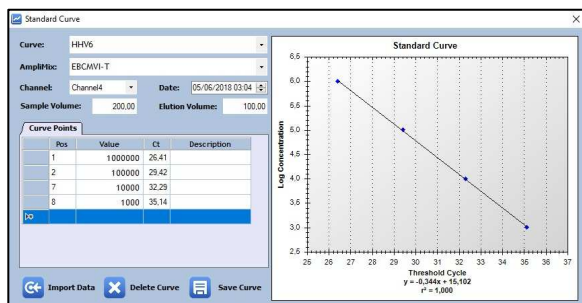 Standard Curve
Curve: HHV6
AmpliMix: EBCMVI-T
Channel: Channel4 Date: 05/06/2018 03:04
Sample Volume: 200,00 Elution Volume: 100,00
Curve Points
Pos Value Ct Description
1 1000000 26,41
2 100000 29,42
7 10000 32,29
8 1000 35,14
Import Data Delete Curve Save Curve
Standard Curve
Log Concentration
6,5
6,0
5,5
5,0
4,5
4,0
3,5
3,0
2,5
25 26 27 28 29 30 31 32 33 34 35 36 37
Threshold Cycle
y = -0,344x + 15,102
r² = 1,000